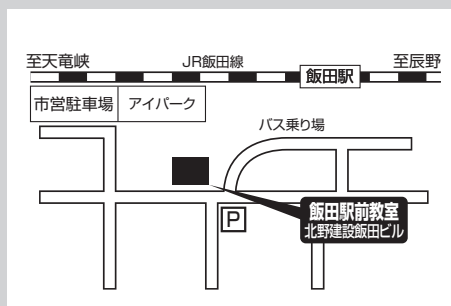 至天竜峡
JR飯田線
至辰野
飯田駅
市営駐車場
アイパーク
バス乗り場
P
飯田駅前教室
北野建設飯田ビル